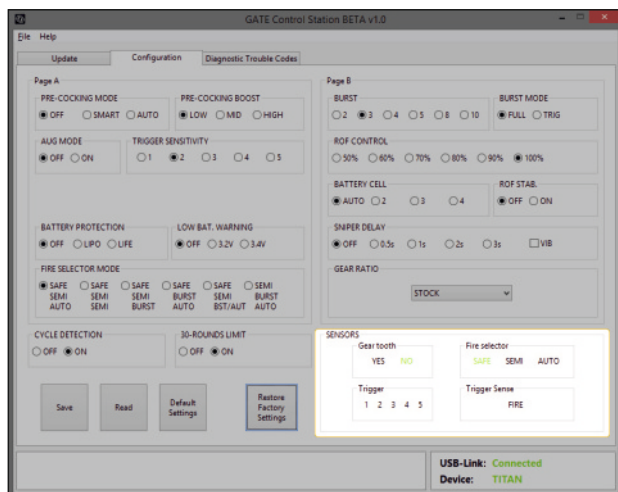 GATE Control Station BETA v1.0
File Help
Update Configuration Diagnostic Trouble Codes
Page A
PRE-COCKING MODE PRE-COCKING BOOST
OFF SMART AUTO LOW MID HIGH
AUG MODE TRIGGER SENSITIVITY
OFF ON 1 2 3 4 5
BATTERY PROTECTION LOW BAT. WARNING
OFF LIPO LIFE OFF 3.2V 3.4V
FIRE SELECTOR MODE
SAFE SAFE SAFE SAFE SAFE SEMI
SEMI SEMI SEMI BURST SEMI BURST
AUTO SEMI BURST AUTO BST/AUT AUTO
CYCLE DETECTION 30-ROUNDS LIMIT
OFF ON OFF ON
Save Read Default Settings Restore Factory Settings
Page B
BURST BURST MODE
2 3 4 5 8 10 FULL TRIG
ROF CONTROL
50% 60% 70% 80% 90% 100%
BATTERY CELL ROF STAB.
AUTO 2 3 4 OFF ON
SNIPER DELAY
OFF 0.5s 1s 2s 3s VIB
GEAR RATIO
STOCK
SENSORS
Gear tooth Fire selector
YES NO SAFE SEMI AUTO
Trigger Trigger Sense
1 2 3 4 5 FIRE
USB-Link: Connected
Device: TITAN